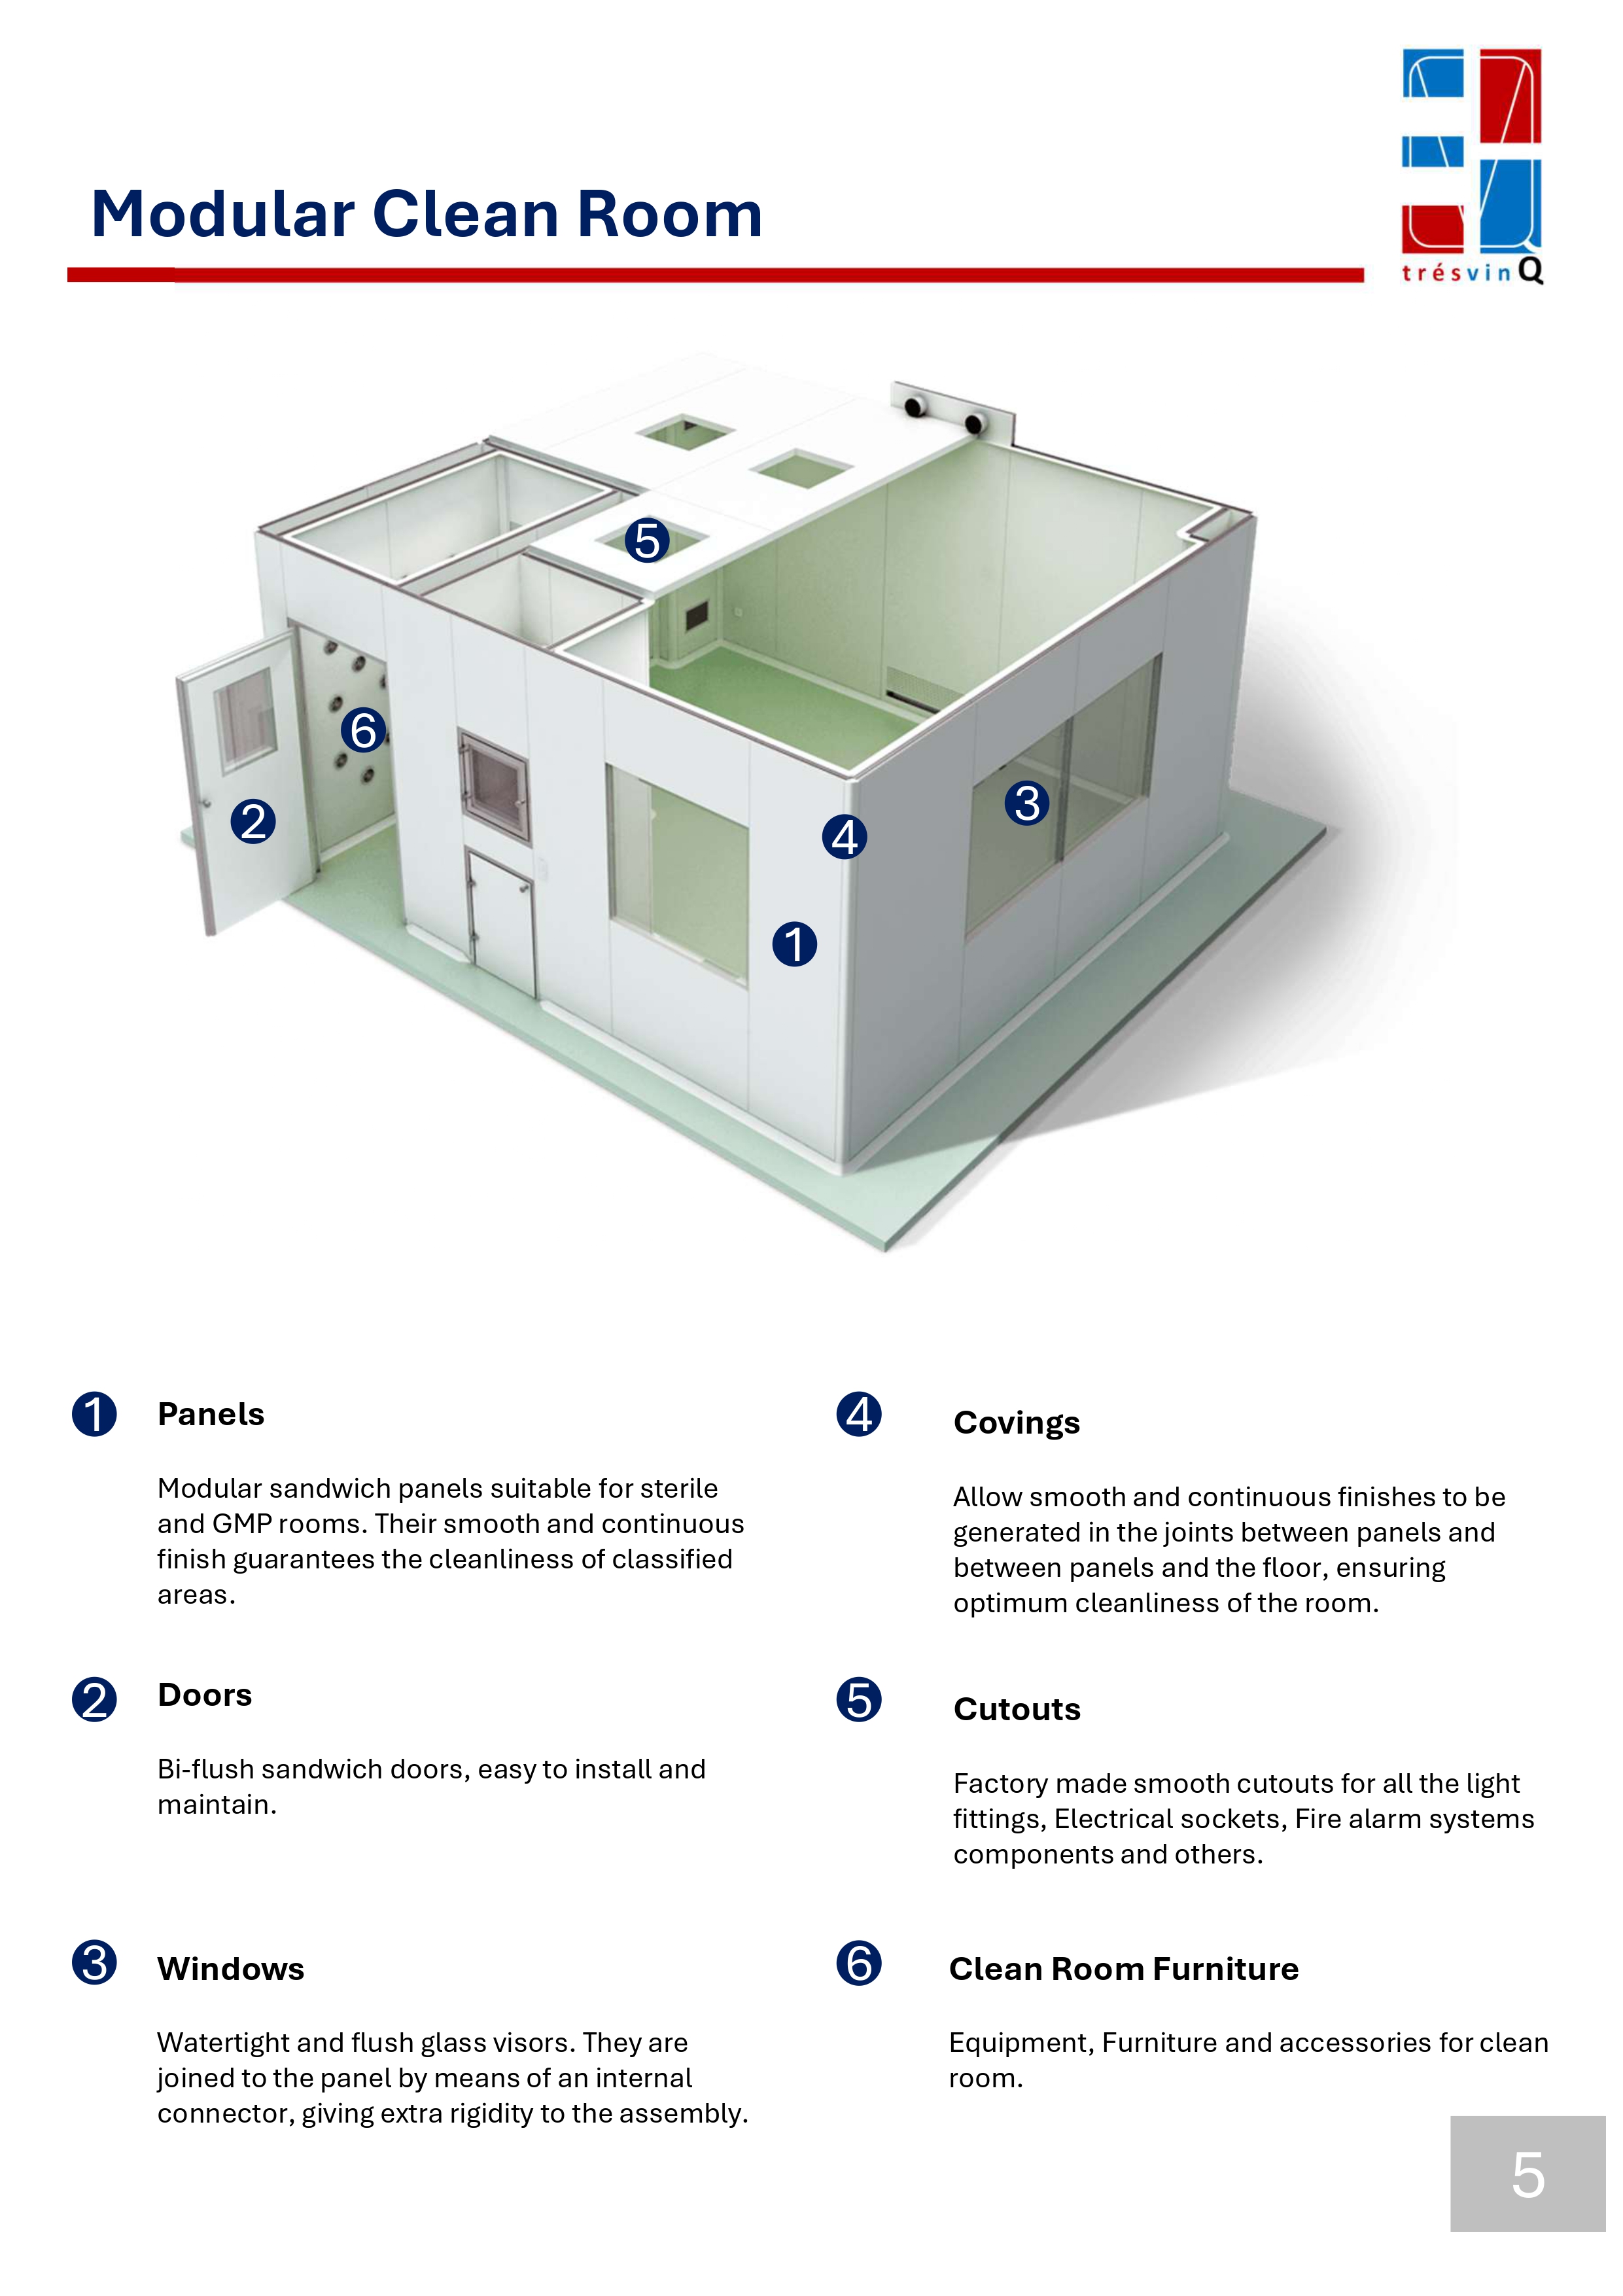 trésvinQ
Modular Clean Room
5
6
2
3
4
1
1
Panels
Modular sandwich panels suitable for sterile
and GMP rooms. Their smooth and continuous
finish guarantees the cleanliness of classified
areas.
2
Doors
Bi-flush sandwich doors, easy to install and
maintain.
3
Windows
Watertight and flush glass visors. They are
joined to the panel by means of an internal
connector, giving extra rigidity to the assembly.
4
Covings
Allow smooth and continuous finishes to be
generated in the joints between panels and
between panels and the floor, ensuring
optimum cleanliness of the room.
5
Cutouts
Factory made smooth cutouts for all the light
fittings, Electrical sockets, Fire alarm systems
components and others.
6
Clean Room Furniture
Equipment, Furniture and accessories for clean
room.
5